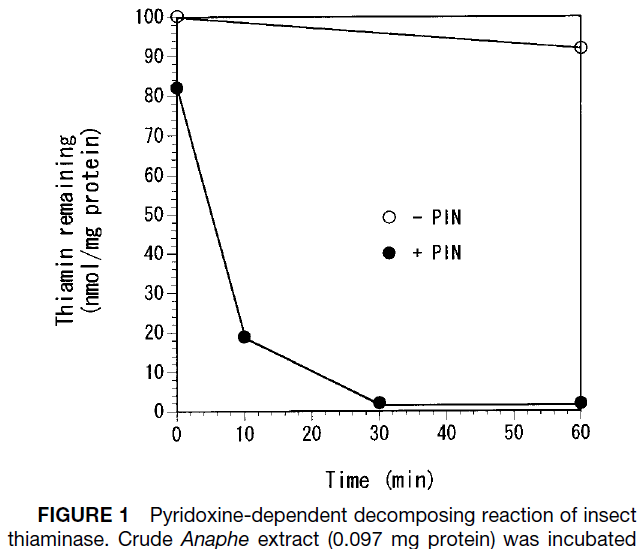 100
90
80
70
60
50
40
30
20
10
0
Thiamin remaining
(nmol/mg protein)
- PIN
+ PIN
0 10 20 30 40 50 60
Time (min)
FIGURE 1 Pyridoxine-dependent decomposing reaction of insect
thiaminase. Crude Anaphe extract (0.097 mg protein) was incubated